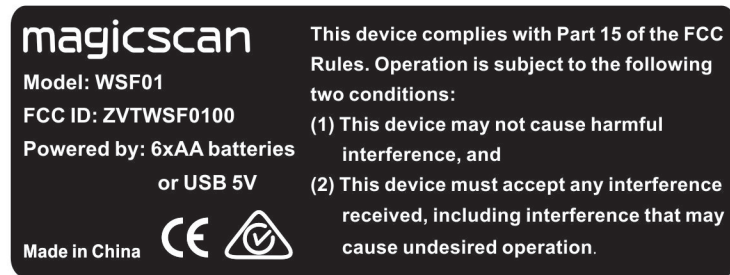 magicscan
Model: WSF01
FCC ID: ZVTWSF0100
Powered by: 6xAA batteries
or USB 5V
Made in China
CE
This device complies with Part 15 of the FCC
Rules. Operation is subject to the following
two conditions:
(1) This device may not cause harmful
interference, and
(2) This device must accept any interference
received, including interference that may
cause undesired operation.